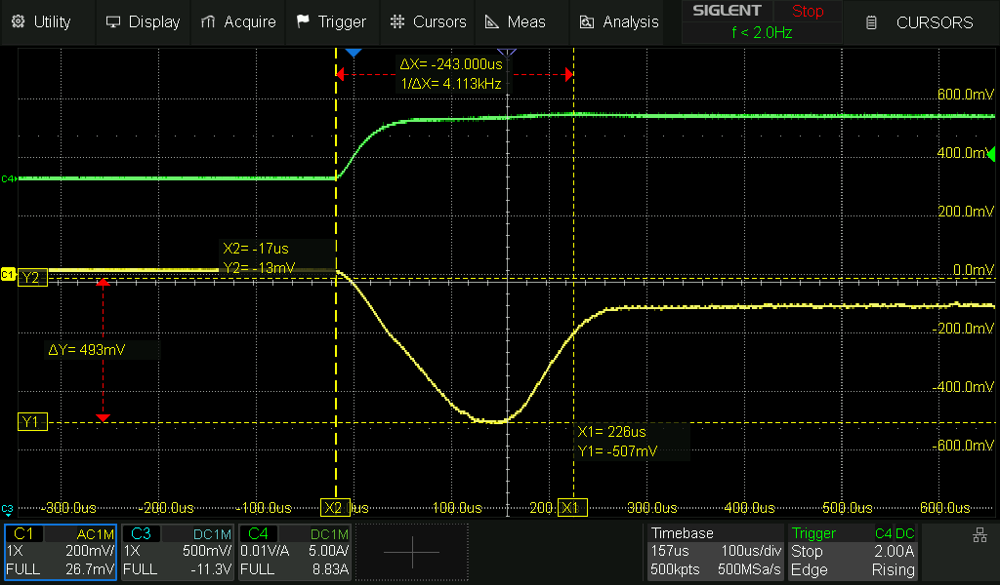 Utility
Display
Acquire
Trigger
Cursors
Meas
Analysis
SIGLENT
Stop
f < 2.0Hz
CURSORS
ΔX= -243.000us
1/ΔX= 4.113kHz
600.0mV
400.0mV
200.0mV
0.0mV
-200.0mV
-400.0mV
-600.0mV
C4
X2= -17us
Y2= -13mV
C1
Y2
ΔY= 493mV
Y1
X1= 226us
Y1= -507mV
C3
-300.0us
-200.0us
-100.0us
X2
us
100.0us
200.
X1
300.0us
400.0us
500.0us
600.0us
C1 AC1M
1X 200mV/
FULL 26.7mV
C3 DC1M
1X 500mV/
FULL -11.3V
C4 DC1M
0.01V/A 5.00A/
FULL 8.83A
Timebase
157us 100us/div
500kpts 500MSa/s
Trigger C4 DC
Stop 2.00A
Edge Rising